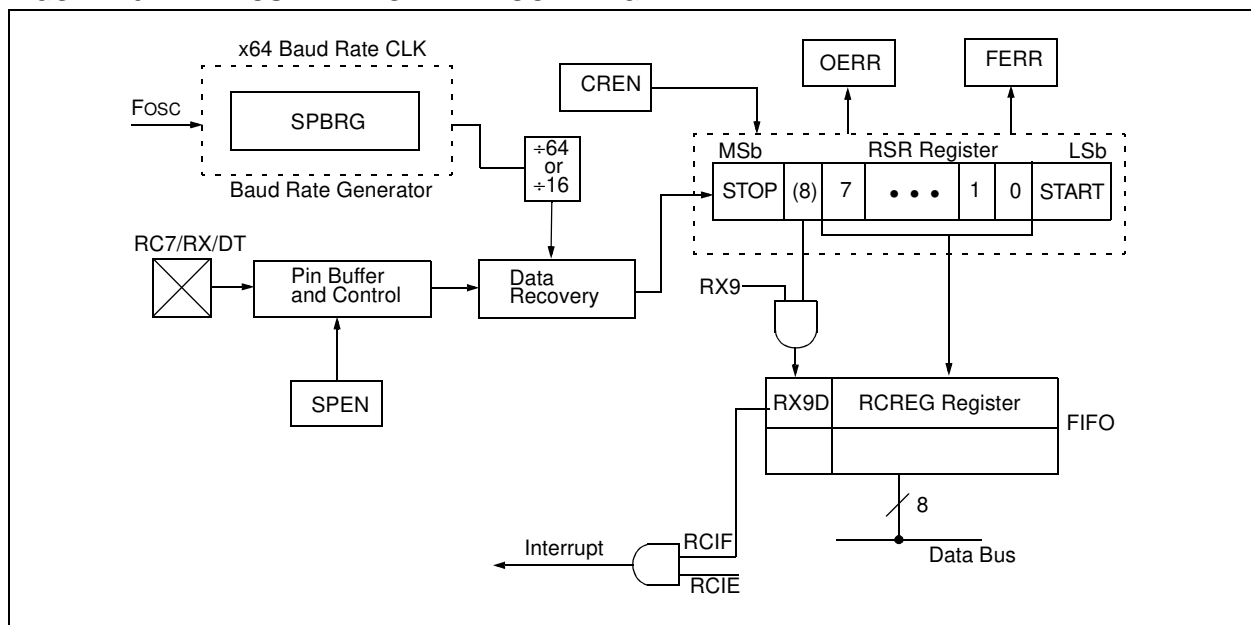 x64 Baud Rate CLK
FOSC
SPBRG
Baud Rate Generator
÷64
or
÷16
CREN
OERR
FERR
MSb
RSR Register
LSb
STOP
(8)
7
• • •
1
0
START
RC7/RX/DT
Pin Buffer
and Control
Data
Recovery
SPEN
RX9
RX9D
RCREG Register
FIFO
8
Data Bus
Interrupt
RCIF
RCIE